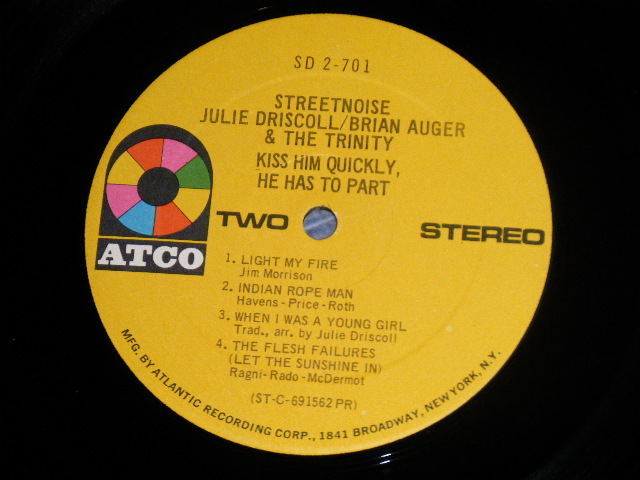 SD 2-701
STREETNOISE
JULIE DRISCOLL/BRIAN AUGER
& THE TRINITY
KISS HIM QUICKLY,
HE HAS TO PART
ATCO
TWO
STEREO
1. LIGHT MY FIRE
Jim Morrison
2. INDIAN ROPE MAN
Havens-Price-Roth
3. WHEN I WAS A YOUNG GIRL
Trad., arr. by Julie Driscoll
4. THE FLESH FAILURES
(LET THE SUNSHINE IN)
Ragni-Rado-McDermot
(ST-C-691562 PR)
MFG. BY ATLANTIC RECORDING CORP., 1841 BROADWAY, NEW YORK, N.Y.